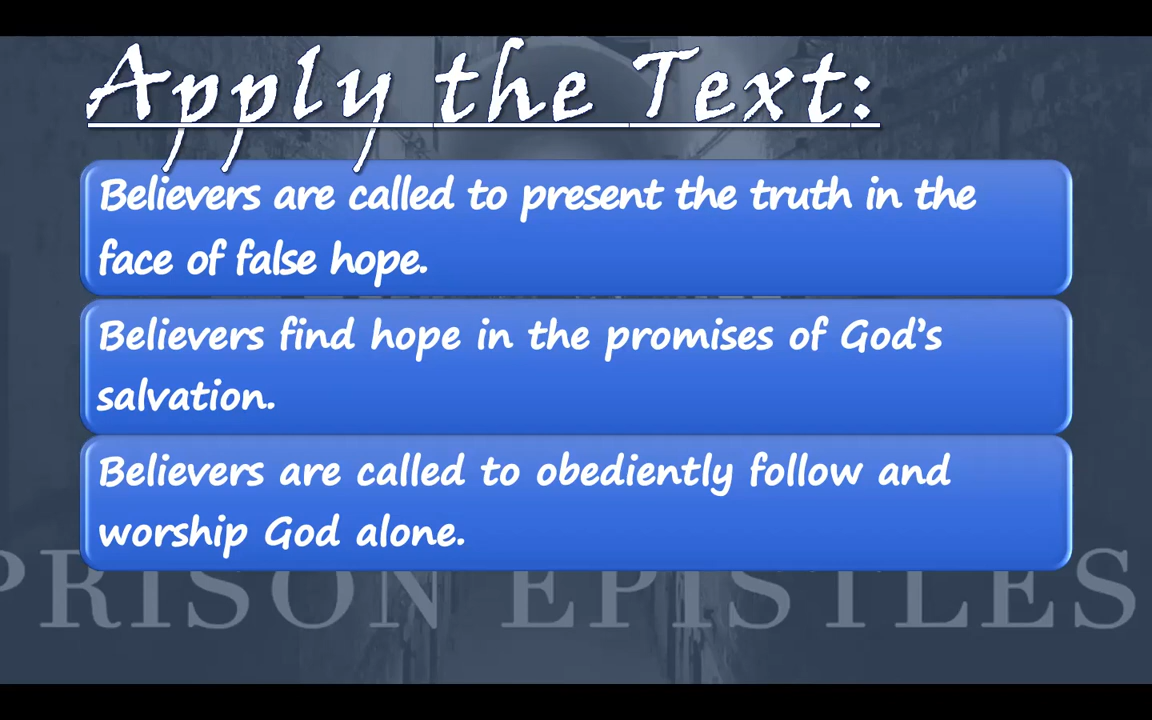 Apply the Text:
Believers are called to present the truth in the
face of false hope.
Believers find hope in the promises of God’s
salvation.
Believers are called to obediently follow and
worship God alone.
PRISON EPISTLES